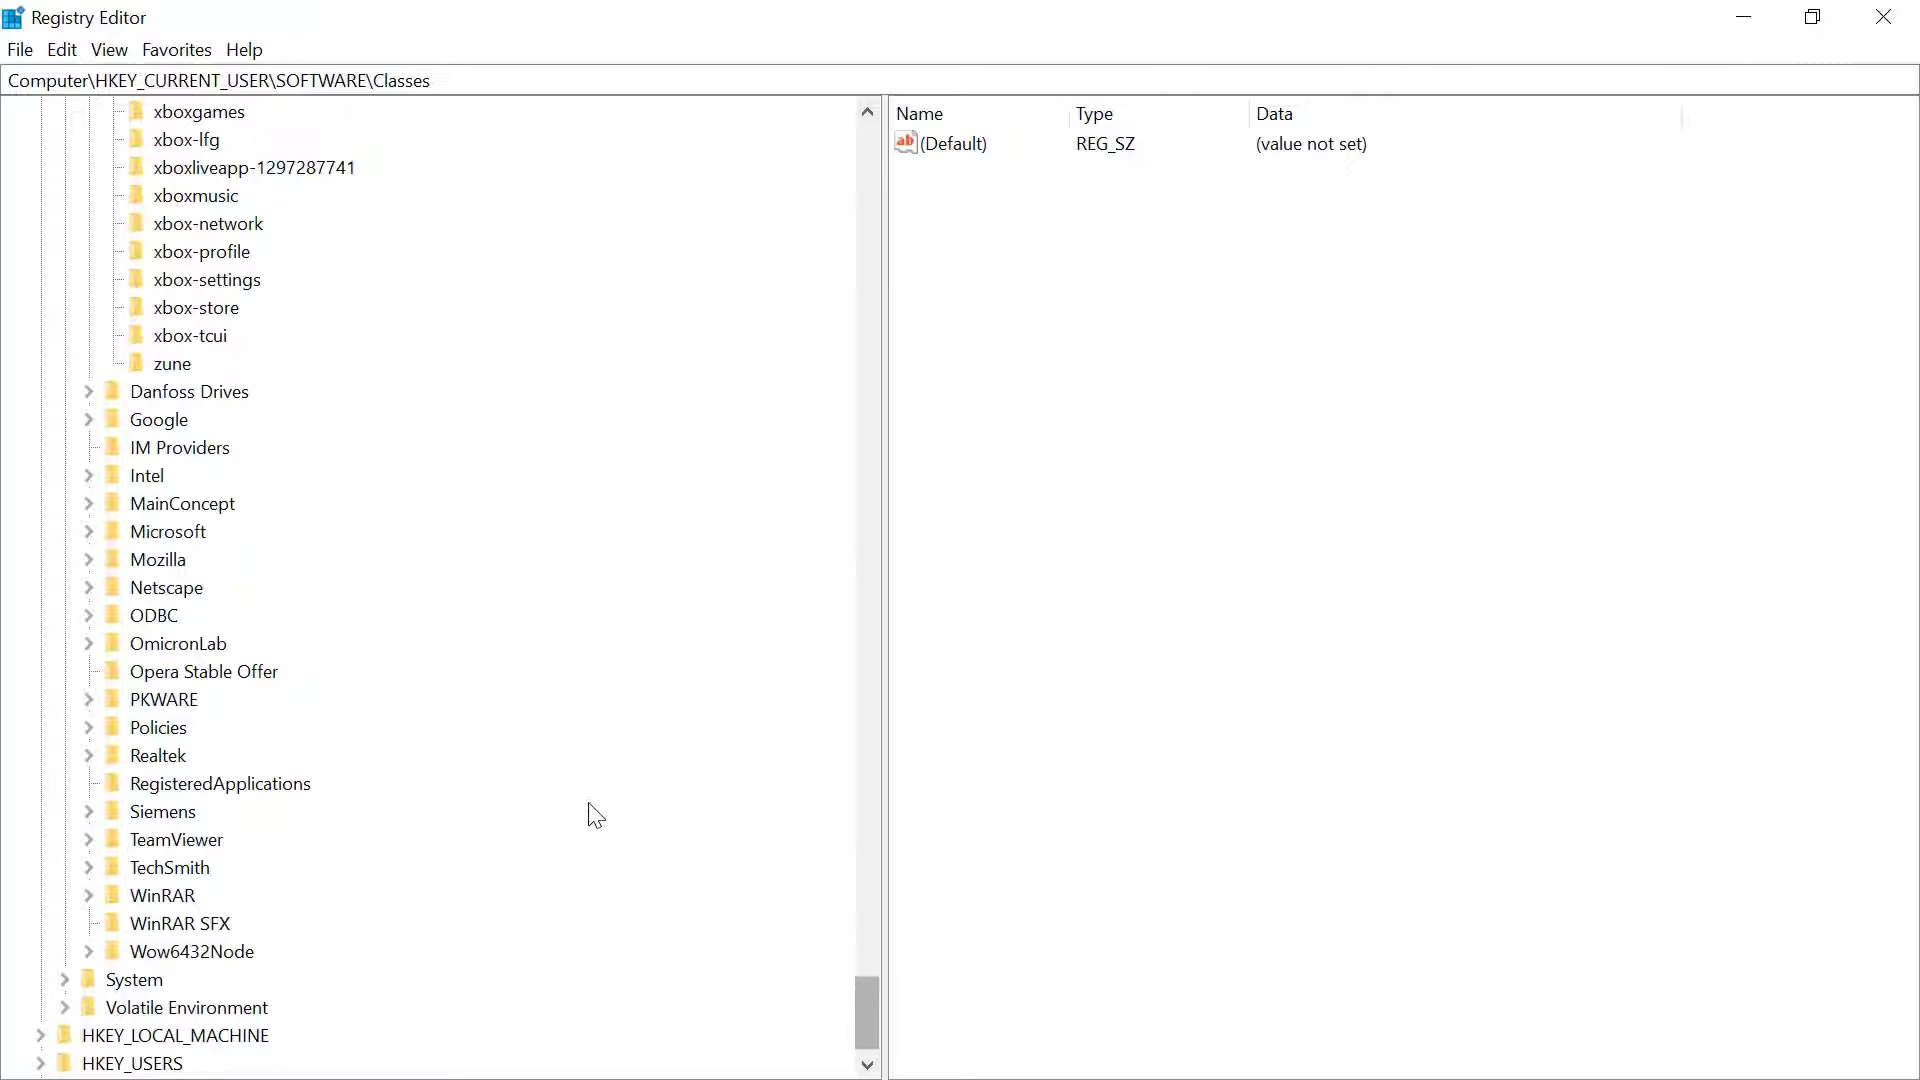 Registry Editor
File Edit View Favorites Help
Computer\HKEY_CURRENT_USER\SOFTWARE\Classes
xboxgames
xbox-lfg
xboxliveapp-1297287741
xboxmusic
xbox-network
xbox-profile
xbox-settings
xbox-store
xbox-tcui
zune
Danfoss Drives
Google
IM Providers
Intel
MainConcept
Microsoft
Mozilla
Netscape
ODBC
OmicronLab
Opera Stable Offer
PKWARE
Policies
Realtek
RegisteredApplications
Siemens
TeamViewer
TechSmith
WinRAR
WinRAR SFX
Wow6432Node
System
Volatile Environment
HKEY_LOCAL_MACHINE
HKEY_USERS
Name Type Data
ab (Default) REG_SZ (value not set)